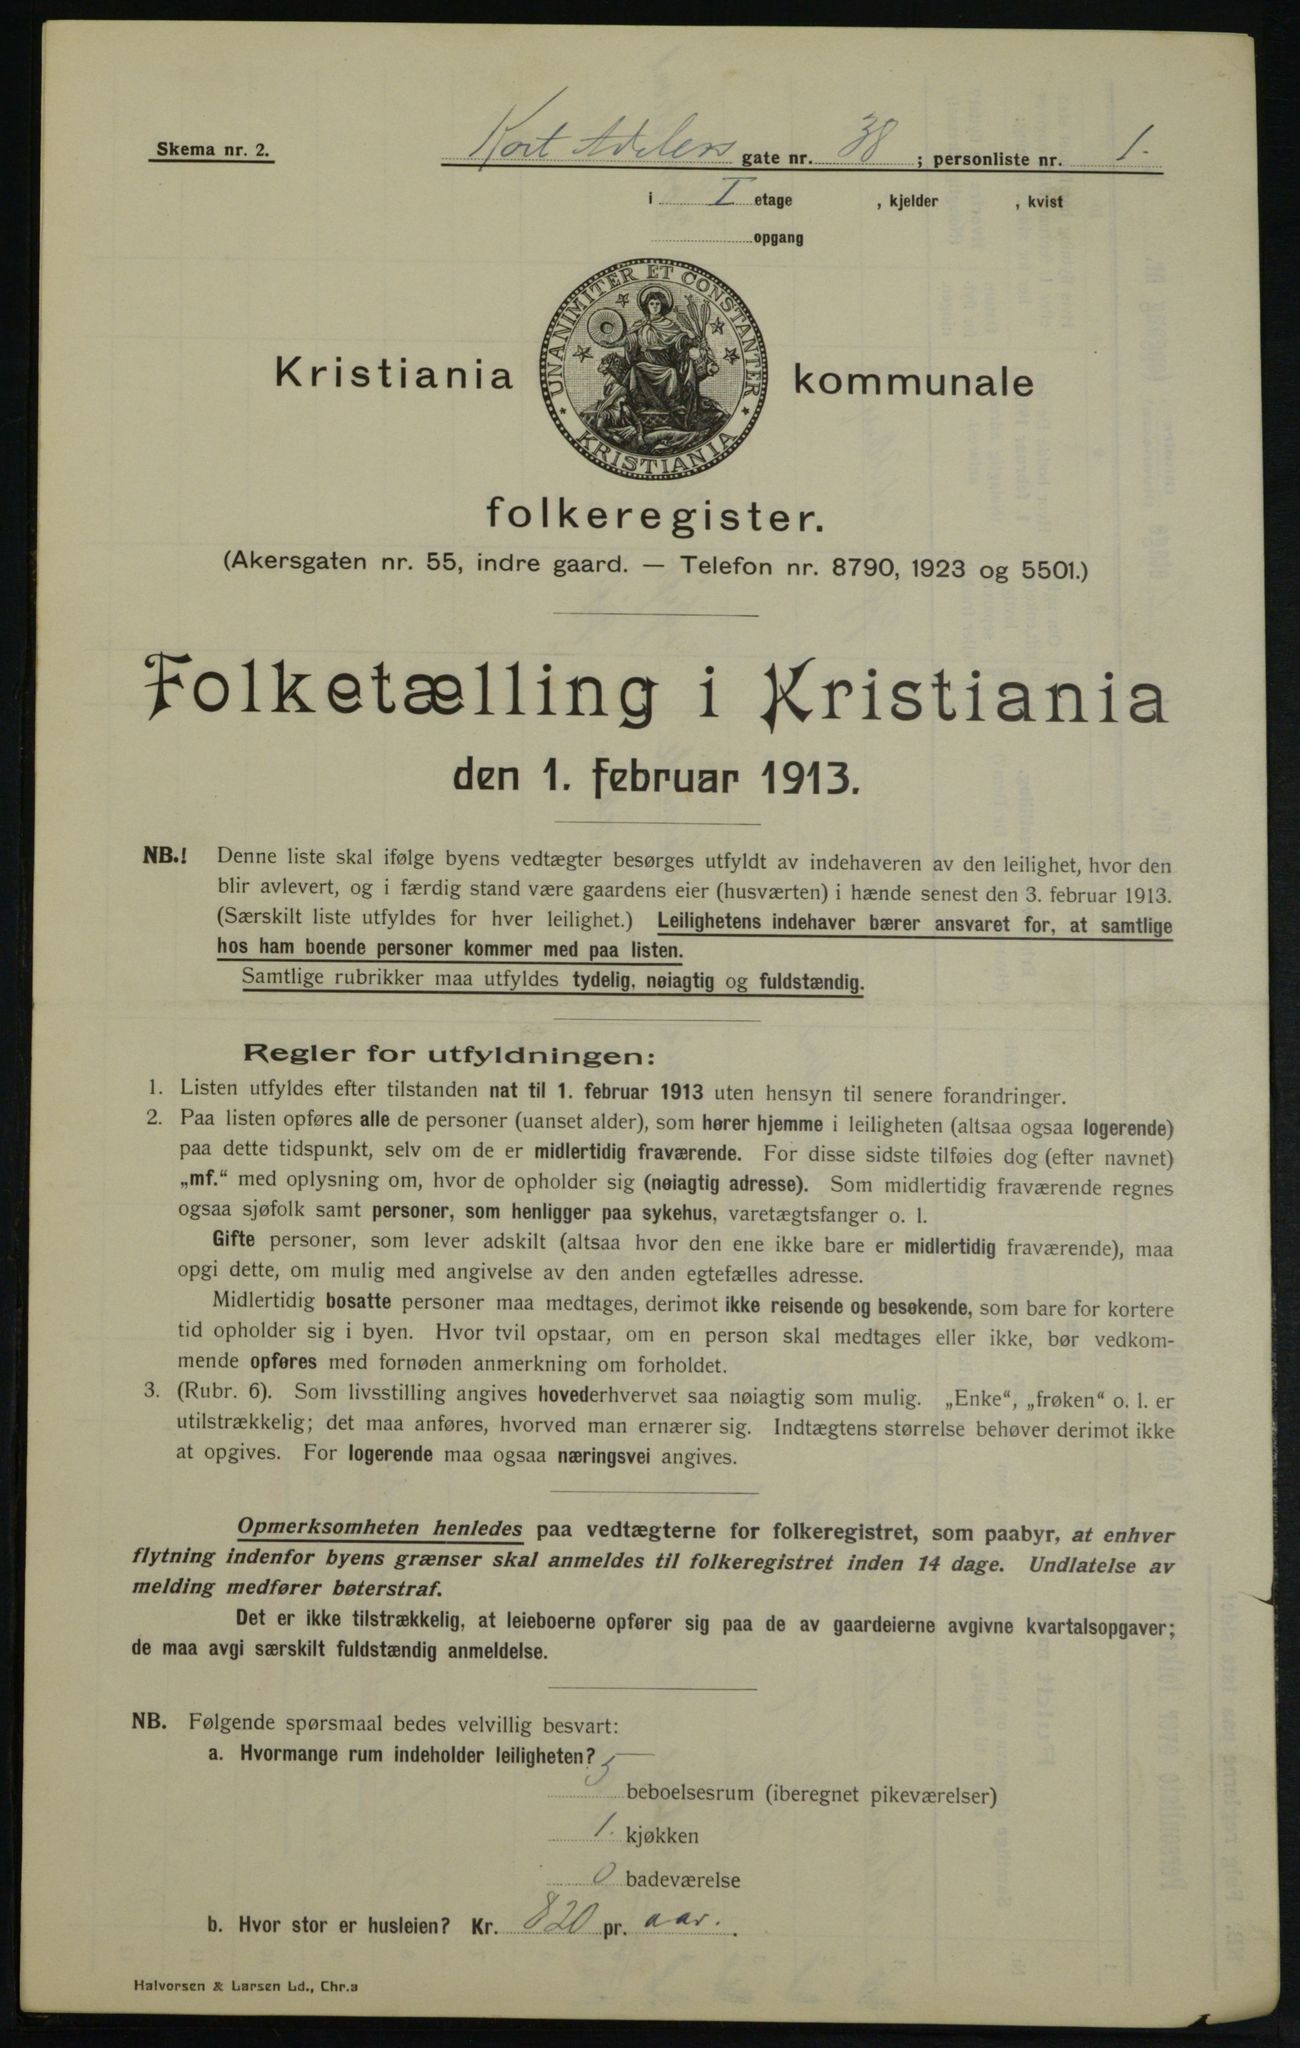 Skema nr. 2.
Kort Adelers gate nr. 38 ; personliste nr. 1.
i I etage , kjelder , kvist
opgang
UNANIMITER ET CONSTANTER
KRISTIANIA
Kristiania kommunale
folkeregister.
(Akersgaten nr. 55, indre gaard. — Telefon nr. 8790, 1923 og 5501.)
Folketælling i Kristiania
den 1. februar 1913.
NB.! Denne liste skal ifølge byens vedtægter besørges utfyldt av indehaveren av den leilighet, hvor den
blir avlevert, og i færdig stand være gaardens eier (husværten) i hænde senest den 3. februar 1913.
(Særskilt liste utfyldes for hver leilighet.) Leilighetens indehaver bærer ansvaret for, at samtlige
hos ham boende personer kommer med paa listen.
Samtlige rubrikker maa utfyldes tydelig, nøiagtig og fuldstændig.
Regler for utfyldningen:
1. Listen utfyldes efter tilstanden nat til 1. februar 1913 uten hensyn til senere forandringer.
2. Paa listen opføres alle de personer (uanset alder), som hører hjemme i leiligheten (altsaa ogsaa logerende)
paa dette tidspunkt, selv om de er midlertidig fraværende. For disse sidste tilføies dog (efter navnet)
„mf.“ med oplysning om, hvor de opholder sig (nøiagtig adresse). Som midlertidig fraværende regnes
ogsaa sjøfolk samt personer, som henligger paa sykehus, varetægtsfanger o. l.
Gifte personer, som lever adskilt (altsaa hvor den ene ikke bare er midlertidig fraværende), maa
opgi dette, om mulig med angivelse av den anden egtefælles adresse.
Midlertidig bosatte personer maa medtages, derimot ikke reisende og besøkende, som bare for kortere
tid opholder sig i byen. Hvor tvil opstaar, om en person skal medtages eller ikke, bør vedkom-
mende opføres med fornøden anmerkning om forholdet.
3. (Rubr. 6). Som livsstilling angives hovederhvervet saa nøiagtig som mulig. „Enke“, „frøken“ o. l. er
utilstrækkelig; det maa anføres, hvorved man ernærer sig. Indtægtens størrelse behøver derimot ikke
at opgives. For logerende maa ogsaa næringsvei angives.
Opmerksomheten henledes paa vedtægterne for folkeregistret, som paabyr, at enhver
flytning indenfor byens grænser skal anmeldes til folkeregistret inden 14 dage. Undlatelse av
melding medfører bøterstraf.
Det er ikke tilstrækkelig, at leieboerne opfører sig paa de av gaardeierne avgivne kvartalsopgaver;
de maa avgi særskilt fuldstændig anmeldelse.
NB. Følgende spørsmaal bedes velvillig besvart:
a. Hvormange rum indeholder leiligheten?
5 beboelsesrum (iberegnet pikeværelser)
1. kjøkken
0 badeværelse
b. Hvor stor er husleien? Kr. 820 pr. aar.
Halvorsen & Larsen Ld., Chr.a